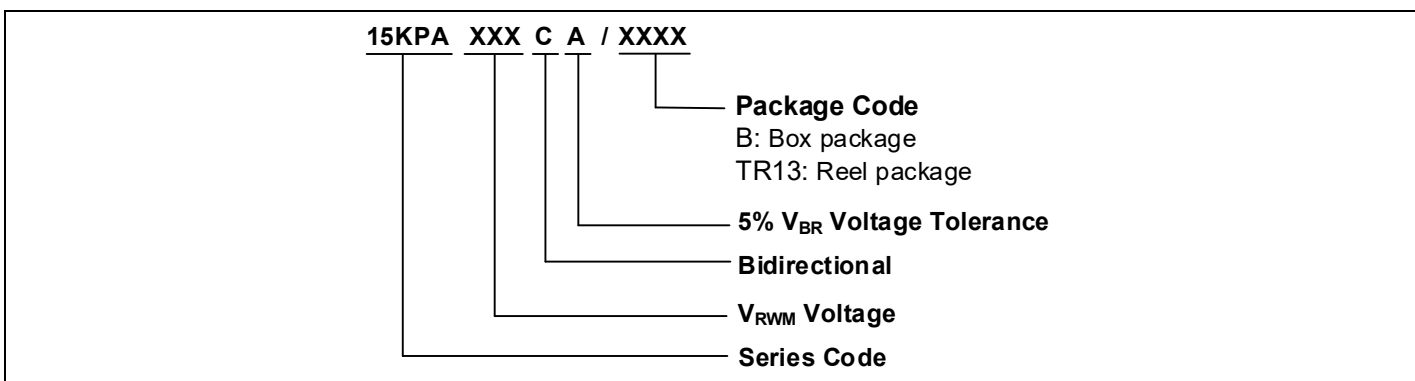 15KPA XXX C A / XXXX
Package Code
B: Box package
TR13: Reel package
5% VBR Voltage Tolerance
Bidirectional
VRWM Voltage
Series Code